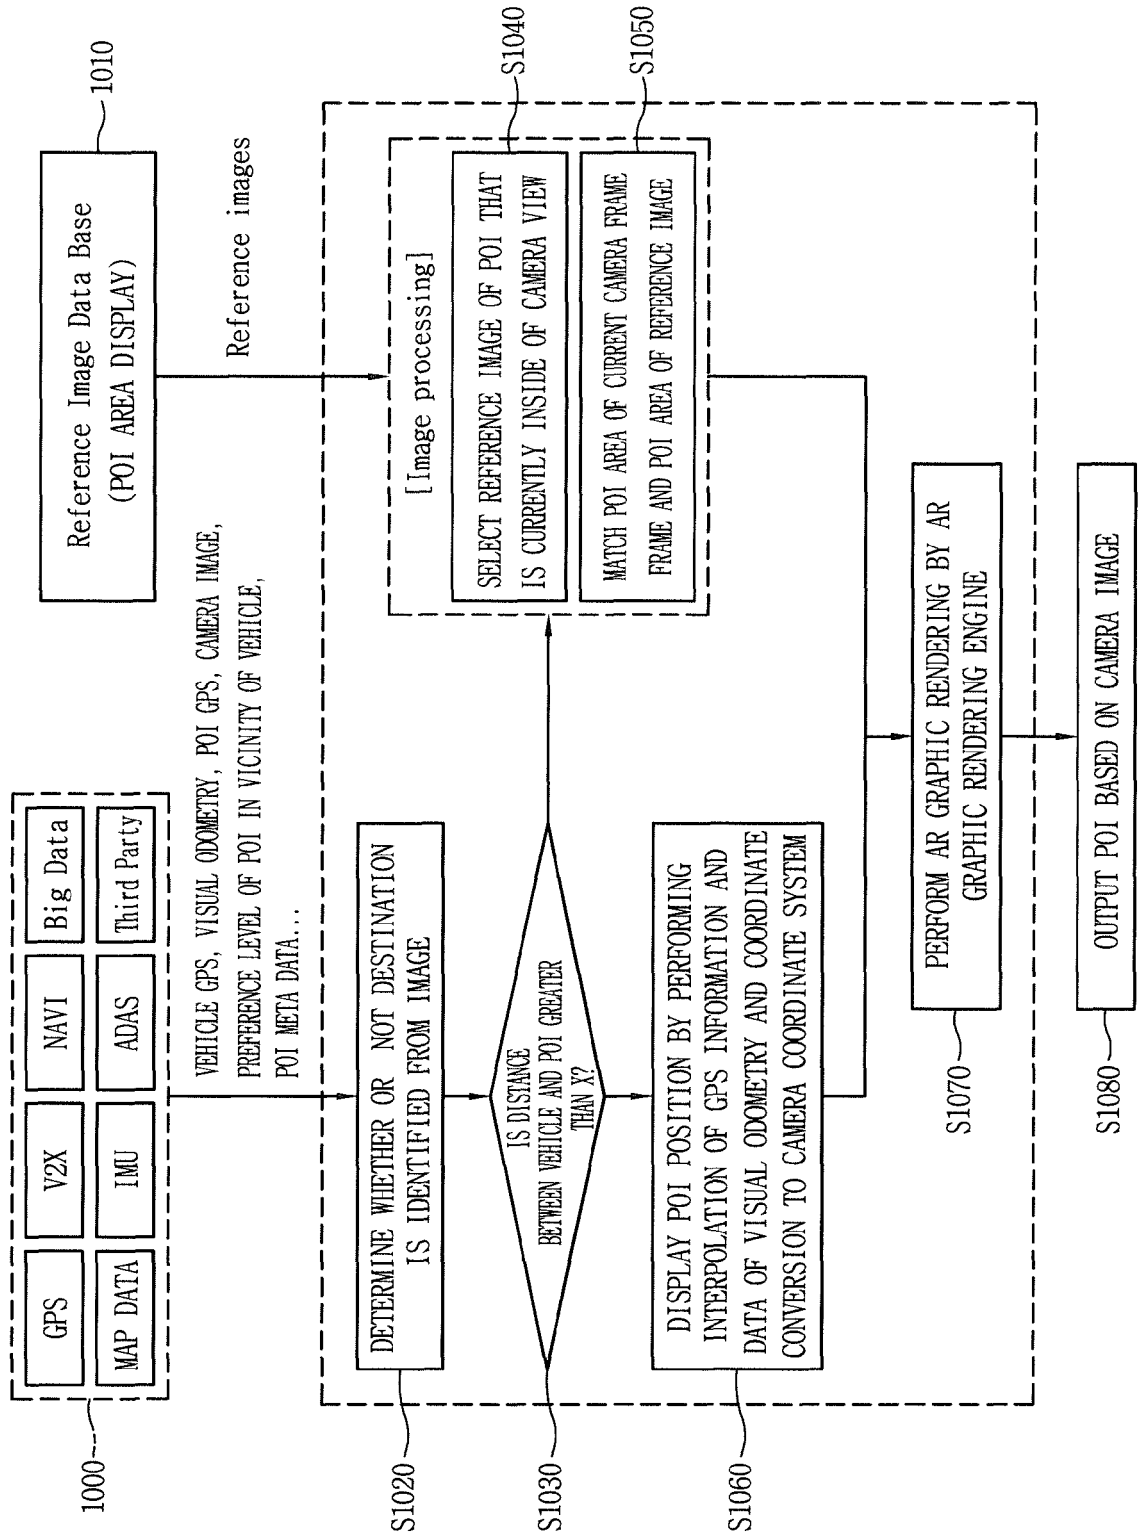 1000
GPS
V2X
NAVI
Big Data
MAP DATA
IMU
ADAS
Third Party
1010
Reference Image Data Base
(POI AREA DISPLAY)
VEHICLE GPS, VISUAL ODOMETRY, POI GPS, CAMERA IMAGE,
PREFERENCE LEVEL OF POI IN VICINITY OF VEHICLE,
POI META DATA...
Reference images
S1020
DETERMINE WHETHER OR NOT DESTINATION
IS IDENTIFIED FROM IMAGE
S1030
IS DISTANCE
BETWEEN VEHICLE AND POI GREATER
THAN X?
[Image processing]
SELECT REFERENCE IMAGE OF POI THAT
IS CURRENTLY INSIDE OF CAMERA VIEW
S1040
MATCH POI AREA OF CURRENT CAMERA FRAME
FRAME AND POI AREA OF REFERENCE IMAGE
S1050
S1060
DISPLAY POI POSITION BY PERFORMING
INTERPOLATION OF GPS INFORMATION AND
DATA OF VISUAL ODOMETRY AND COORDINATE
CONVERSION TO CAMERA COORDINATE SYSTEM
S1070
PERFORM AR GRAPHIC RENDERING BY AR
GRAPHIC RENDERING ENGINE
S1080
OUTPUT POI BASED ON CAMERA IMAGE